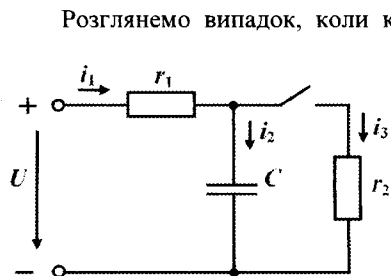 Розглянемо випадок, коли к
i₁ r₁
+ i₂ i₃
U C r₂
−